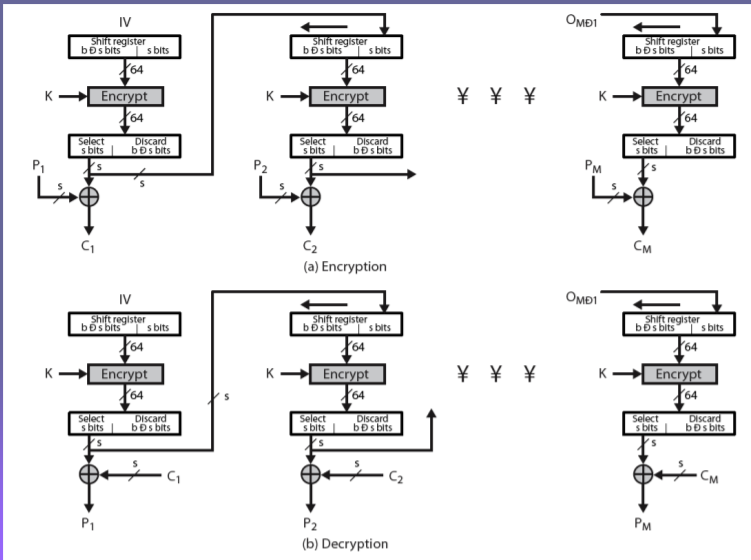 IV
O_MÐ1
Shift register
b Ð s bits | s bits
Shift register
b Ð s bits | s bits
Shift register
b Ð s bits | s bits
64
64
64
K
Encrypt
K
Encrypt
¥ ¥ ¥
K
Encrypt
64
64
64
Select
s bits
Discard
b Ð s bits
Select
s bits
Discard
b Ð s bits
Select
s bits
Discard
b Ð s bits
P1
s
s
s
P2
s
s
PM
s
s
C1
C2
CM
(a) Encryption
IV
O_MÐ1
Shift register
b Ð s bits | s bits
Shift register
b Ð s bits | s bits
Shift register
b Ð s bits | s bits
64
64
64
K
Encrypt
s
K
Encrypt
¥ ¥ ¥
K
Encrypt
64
64
64
Select
s bits
Discard
b Ð s bits
Select
s bits
Discard
b Ð s bits
Select
s bits
Discard
b Ð s bits
s
s
s
s
C1
s
C2
s
CM
P1
P2
PM
(b) Decryption